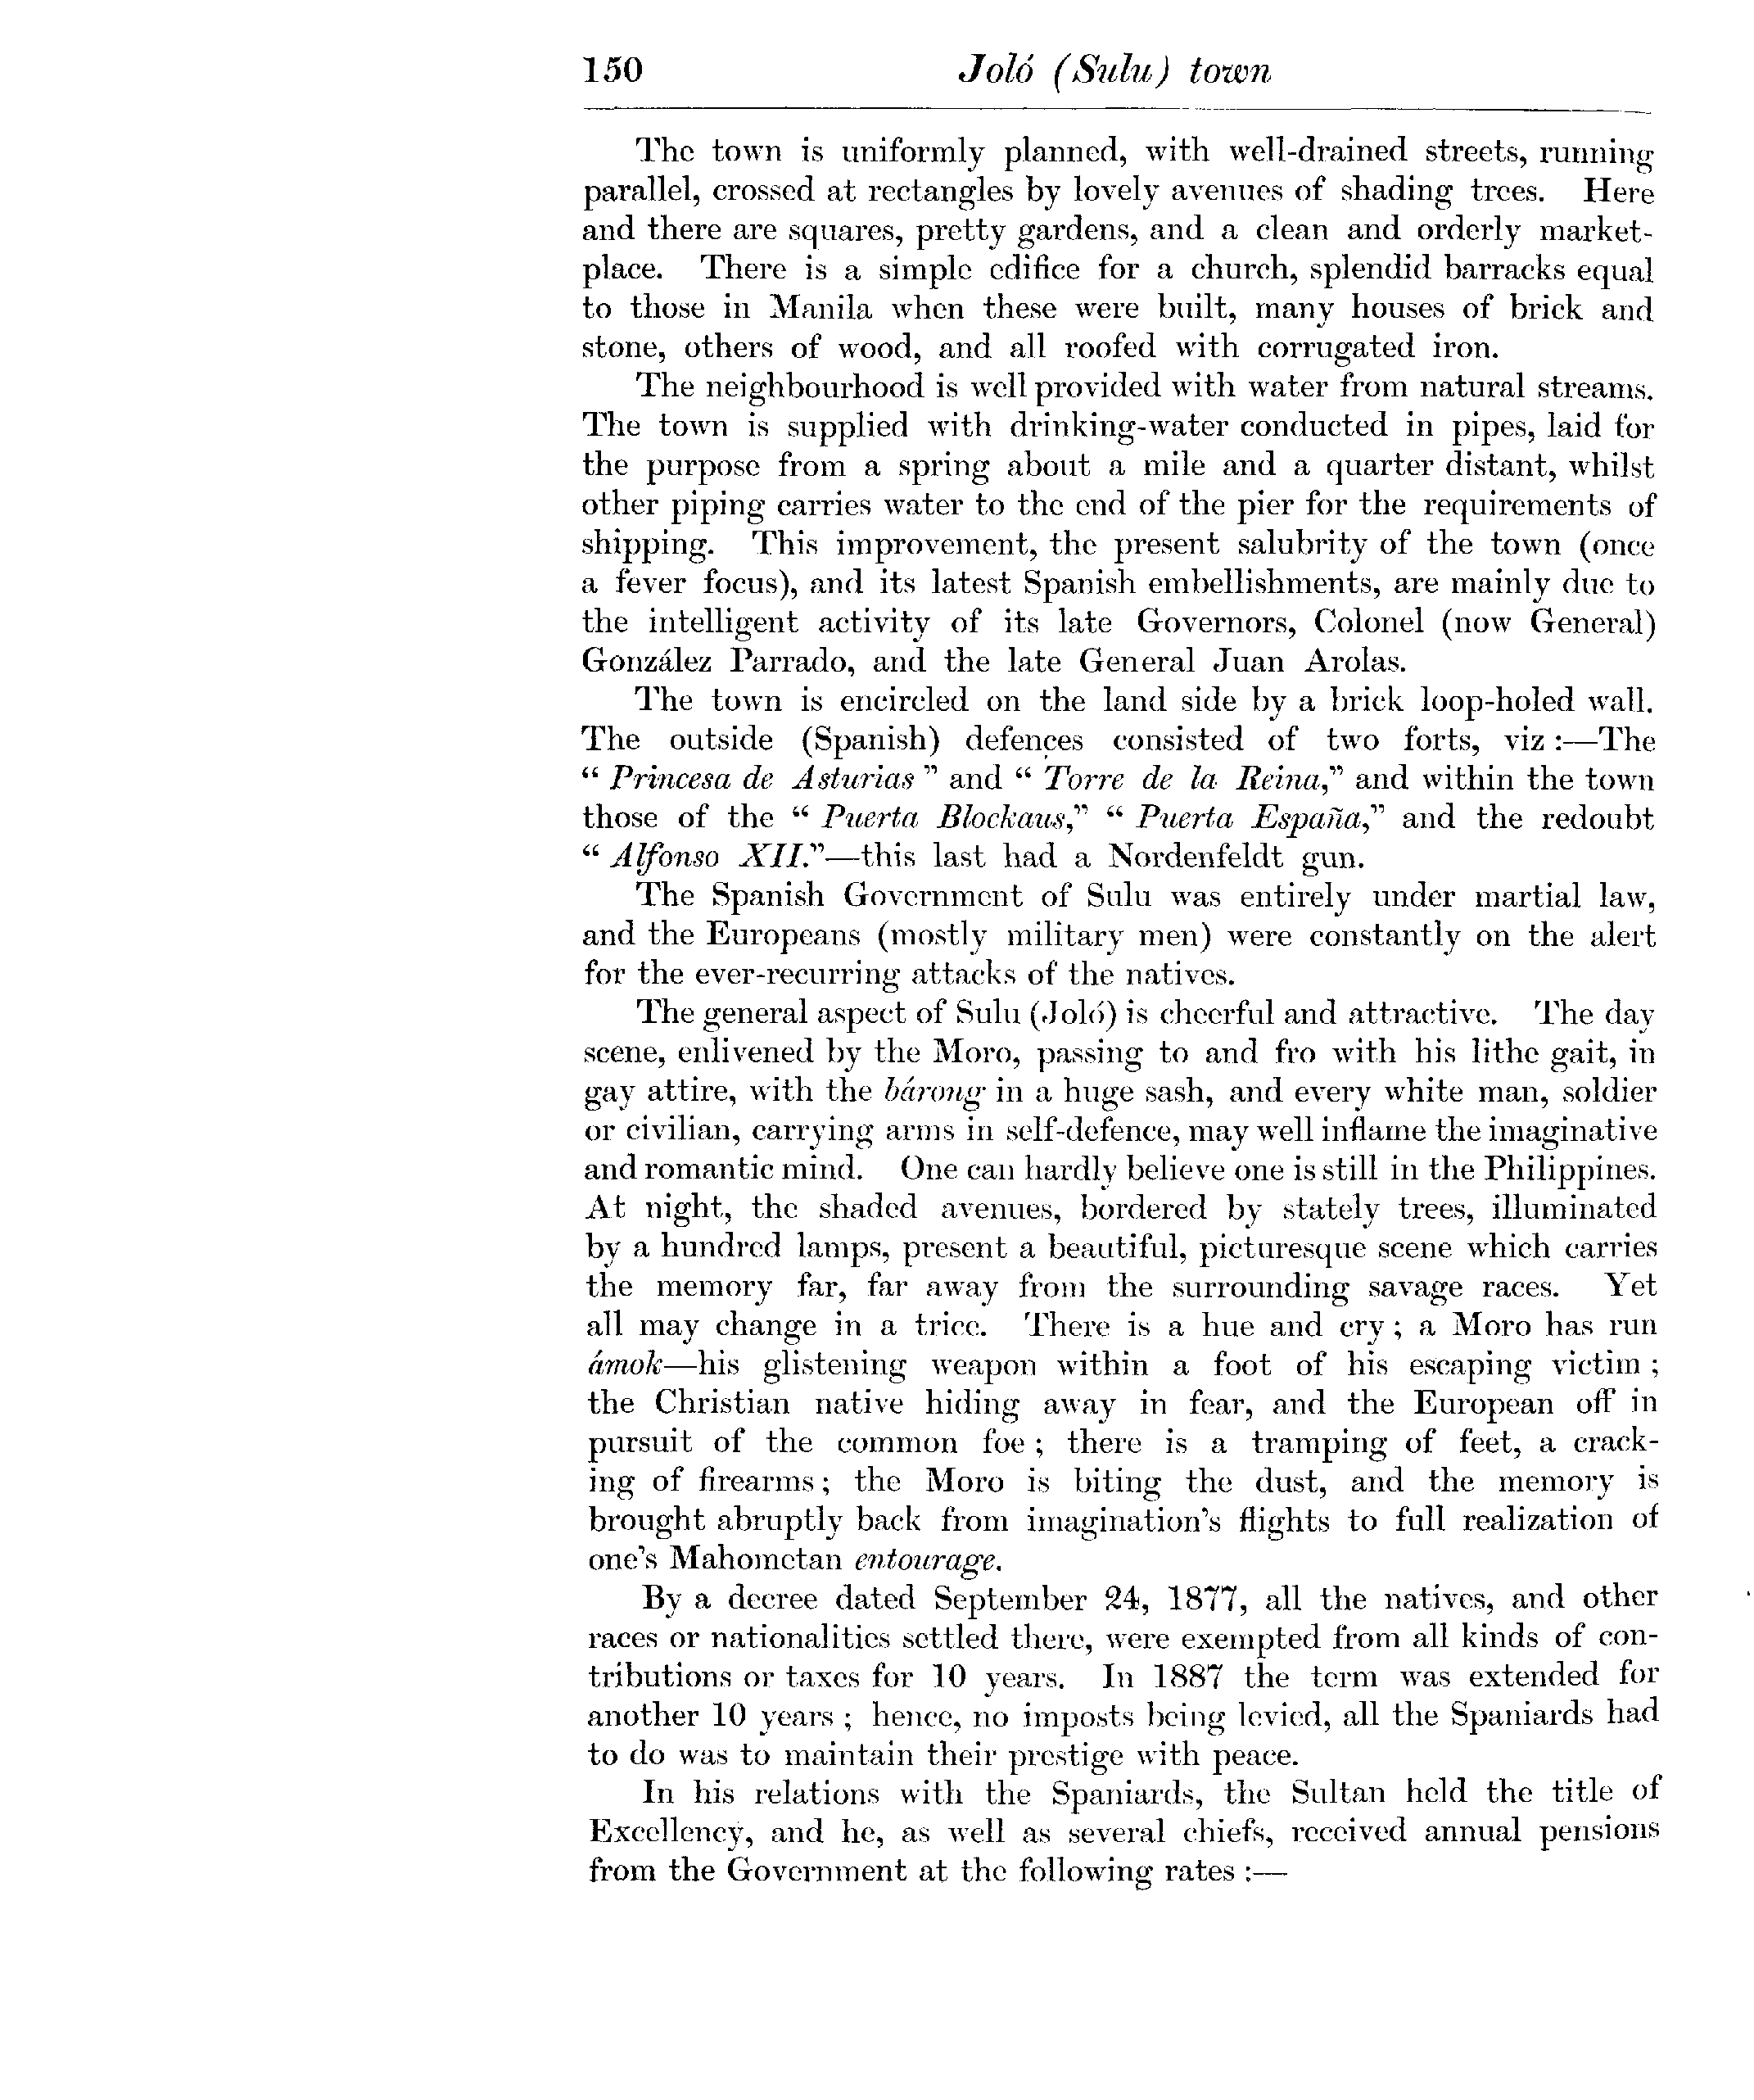 150 Joló (Sulu) town
The town is uniformly planned, with well-drained streets, running
parallel, crossed at rectangles by lovely avenues of shading trees. Here
and there are squares, pretty gardens, and a clean and orderly market-
place. There is a simple edifice for a church, splendid barracks equal
to those in Manila when these were built, many houses of brick and
stone, others of wood, and all roofed with corrugated iron.
The neighbourhood is well provided with water from natural streams.
The town is supplied with drinking-water conducted in pipes, laid for
the purpose from a spring about a mile and a quarter distant, whilst
other piping carries water to the end of the pier for the requirements of
shipping. This improvement, the present salubrity of the town (once
a fever focus), and its latest Spanish embellishments, are mainly due to
the intelligent activity of its late Governors, Colonel (now General)
González Parrado, and the late General Juan Arolas.
The town is encircled on the land side by a brick loop-holed wall.
The outside (Spanish) defences consisted of two forts, viz :—The
“ Princesa de Asturias ” and “ Torre de la Reina,” and within the town
those of the “ Puerta Blockaus,” “ Puerta España,” and the redoubt
“ Alfonso XII.”—this last had a Nordenfeldt gun.
The Spanish Government of Sulu was entirely under martial law,
and the Europeans (mostly military men) were constantly on the alert
for the ever-recurring attacks of the natives.
The general aspect of Sulu (Joló) is cheerful and attractive. The day
scene, enlivened by the Moro, passing to and fro with his lithe gait, in
gay attire, with the bárong in a huge sash, and every white man, soldier
or civilian, carrying arms in self-defence, may well inflame the imaginative
and romantic mind. One can hardly believe one is still in the Philippines.
At night, the shaded avenues, bordered by stately trees, illuminated
by a hundred lamps, present a beautiful, picturesque scene which carries
the memory far, far away from the surrounding savage races. Yet
all may change in a trice. There is a hue and cry ; a Moro has run
ámok—his glistening weapon within a foot of his escaping victim ;
the Christian native hiding away in fear, and the European off in
pursuit of the common foe ; there is a tramping of feet, a crack-
ing of firearms ; the Moro is biting the dust, and the memory is
brought abruptly back from imagination's flights to full realization of
one's Mahometan entourage.
By a decree dated September 24, 1877, all the natives, and other
races or nationalities settled there, were exempted from all kinds of con-
tributions or taxes for 10 years. In 1887 the term was extended for
another 10 years ; hence, no imposts being levied, all the Spaniards had
to do was to maintain their prestige with peace.
In his relations with the Spaniards, the Sultan held the title of
Excellency, and he, as well as several chiefs, received annual pensions
from the Government at the following rates :—